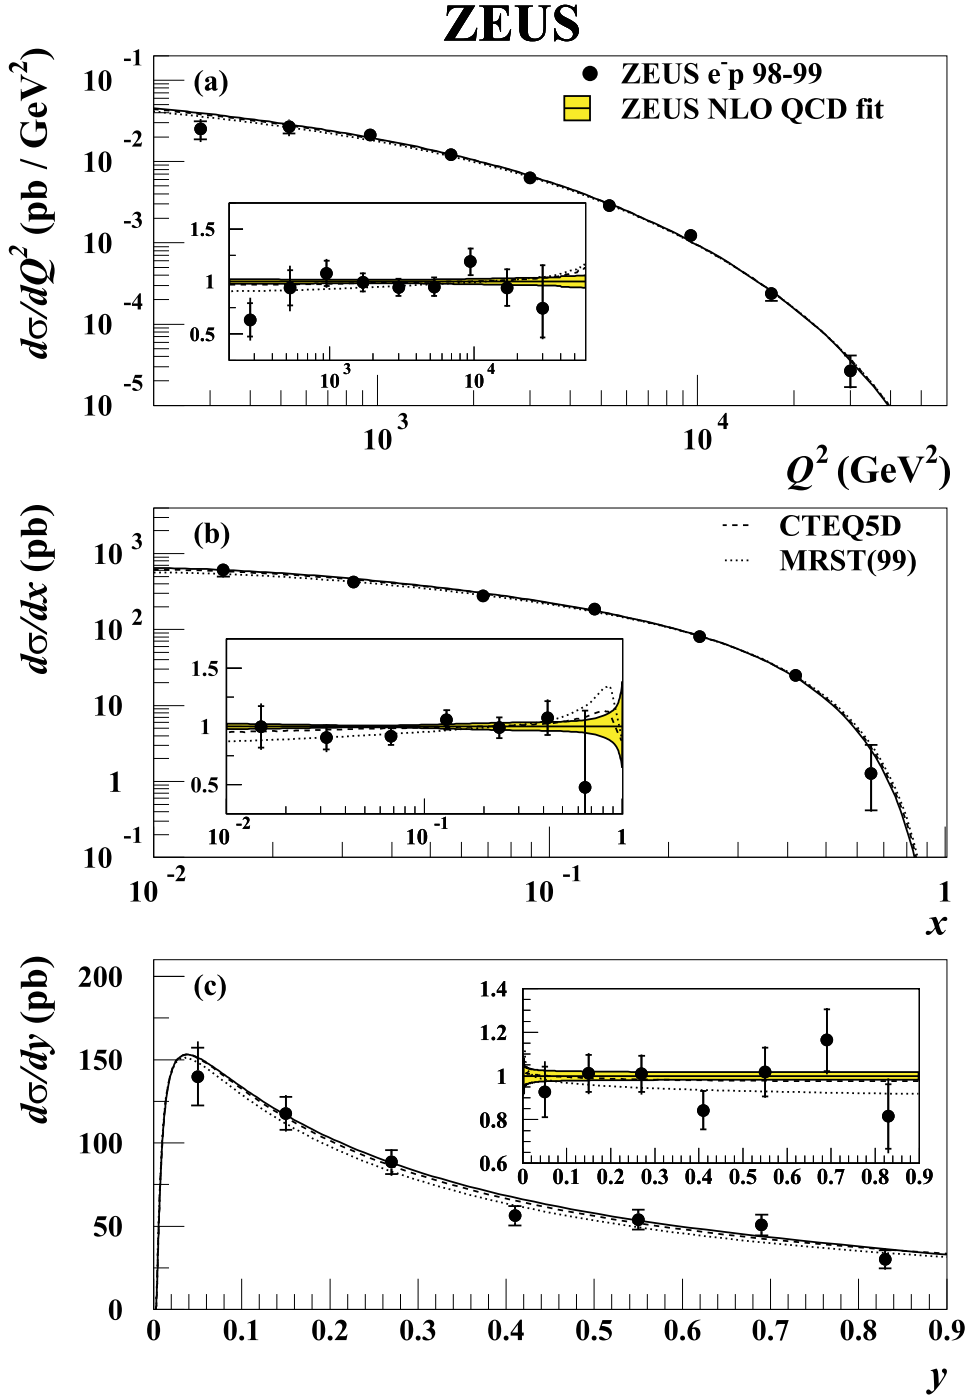 ZEUS
(a)
ZEUS e⁻p 98-99
ZEUS NLO QCD fit
dσ/dQ² (pb / GeV²)
10⁻¹
10⁻²
10⁻³
10⁻⁴
10⁻⁵
1.5
1
0.5
10³ 10⁴
10³ 10⁴
Q² (GeV²)
(b)
CTEQ5D
MRST(99)
dσ/dx (pb)
10³
10²
10
1
10⁻¹
1.5
1
0.5
10⁻² 10⁻¹ 1
10⁻² 10⁻¹ 1
x
(c)
dσ/dy (pb)
200
150
100
50
0
1.4
1.2
1
0.8
0.6
0 0.1 0.2 0.3 0.4 0.5 0.6 0.7 0.8 0.9
0 0.1 0.2 0.3 0.4 0.5 0.6 0.7 0.8 0.9
y